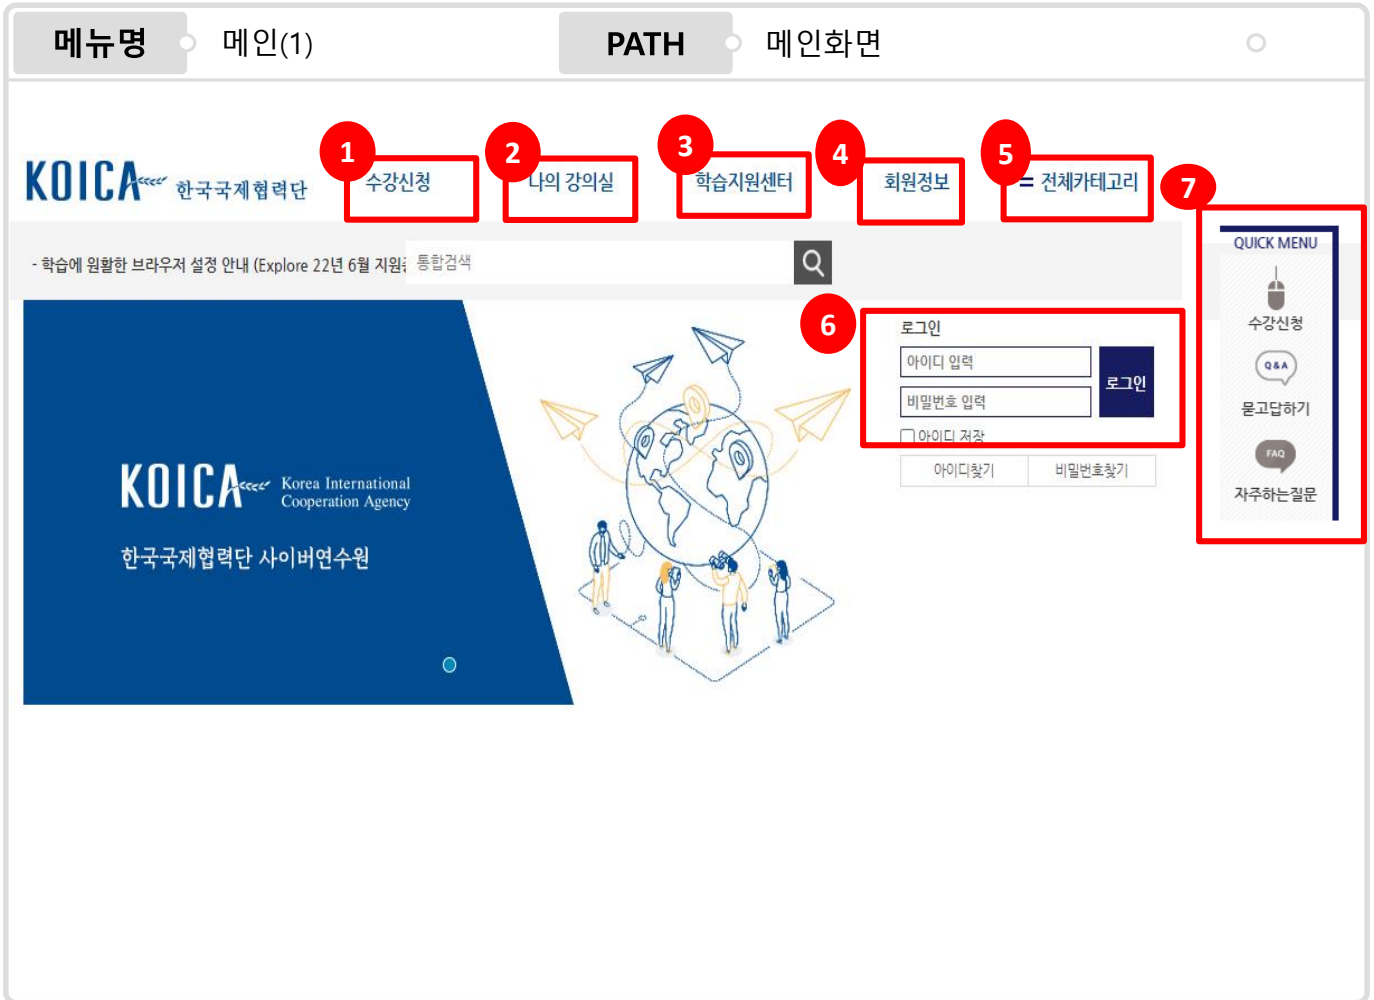 메뉴명 메인(1) PATH 메인화면
1 2 3 4 5 7
KOICA 한국국제협력단 수강신청 나의 강의실 학습지원센터 회원정보 전체카테고리
QUICK MENU
- 학습에 원활한 브라우저 설정 안내 (Explore 22년 6월 지원 통합검색
수강신청
Q&A
묻고답하기
FAQ
자주하는질문
6
로그인
아이디 입력
비밀번호 입력
로그인
아이디 저장
아이디찾기 비밀번호찾기
KOICA Korea International
Cooperation Agency
한국국제협력단 사이버연수원